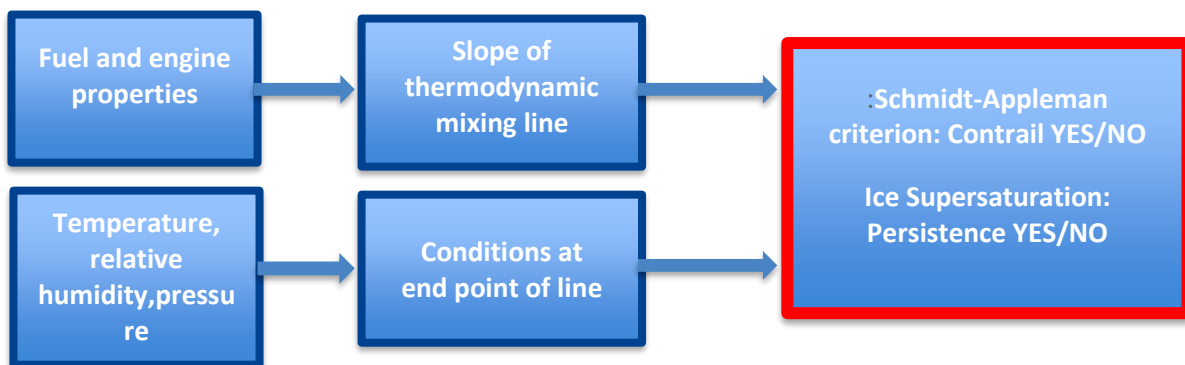 Fuel and engine
properties
Slope of
thermodynamic
mixing line
:Schmidt-Appleman
criterion: Contrail YES/NO
Ice Supersaturation:
Persistence YES/NO
Temperature,
relative
humidity,pressu
re
Conditions at
end point of line